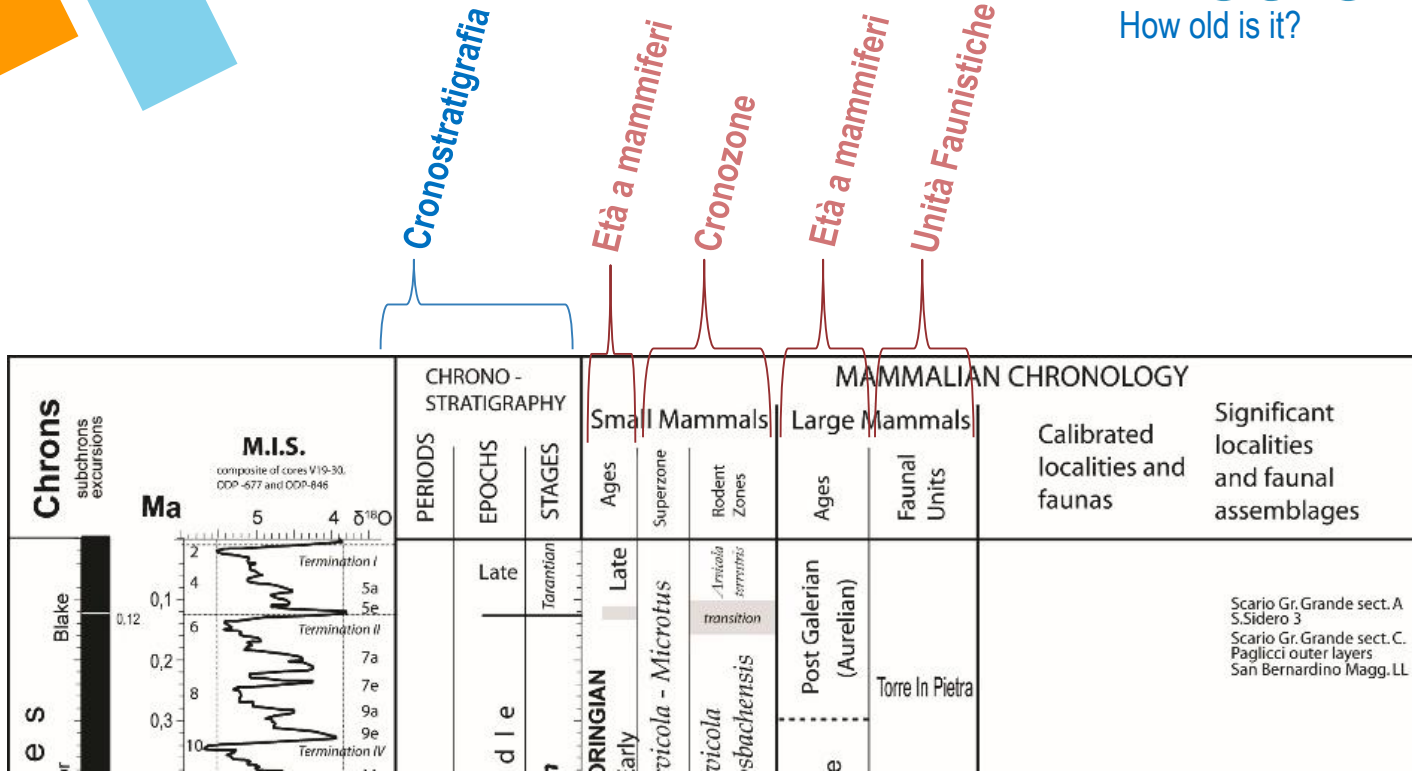 How old is it?
Cronostratigrafia
Età a mammiferi
Cronozone
Età a mammiferi
Unità Faunistiche
Chrons
subchrons
excursions
M.I.S.
composite of cores V19-30,
ODP -677 and ODP-846
Ma
5 4 δ¹⁸O
CHRONO -
STRATIGRAPHY
PERIODS
EPOCHS
STAGES
MAMMALIAN CHRONOLOGY
Small Mammals
Large Mammals
Ages
Superzone
Rodent
Zones
Ages
Faunal
Units
Calibrated
localities and
faunas
Significant
localities
and faunal
assemblages
Blake
0.12
0,1
0,2
0,3
2
4
6
8
10
Termination I
5a
5e
Termination II
7a
7e
9a
9e
Termination IV
Late
Tarantian
Late
Arvicola
terrestris
transition
Post Galerian
(Aurelian)
Torre In Pietra
Scario Gr. Grande sect. A
S.Sidero 3
Scario Gr. Grande sect. C.
Paglicci outer layers
San Bernardino Magg. LL